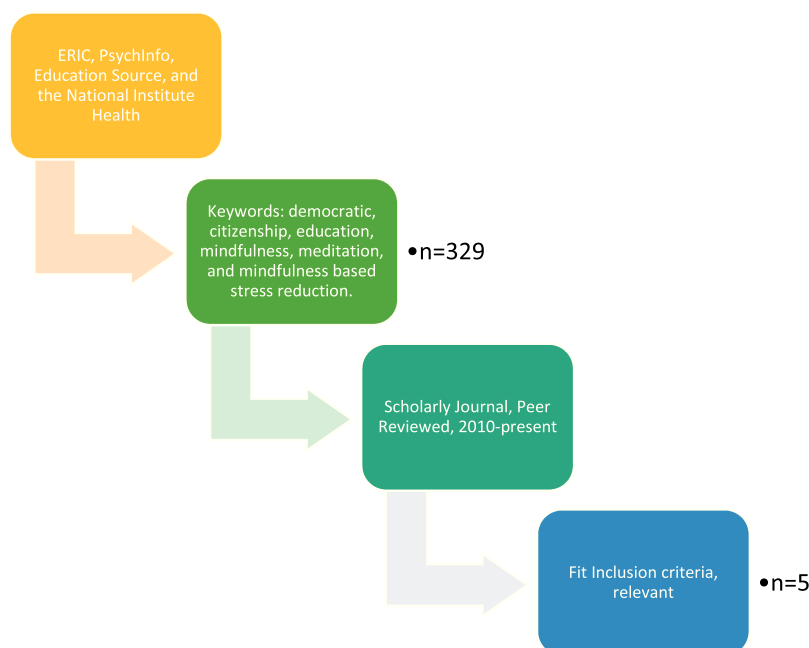 ERIC, PsychInfo,
Education Source, and
the National Institute
Health
Keywords: democratic,
citizenship, education,
mindfulness, meditation,
and mindfulness based
stress reduction.
•n=329
Scholarly Journal, Peer
Reviewed, 2010-present
Fit Inclusion criteria,
relevant
•n=5